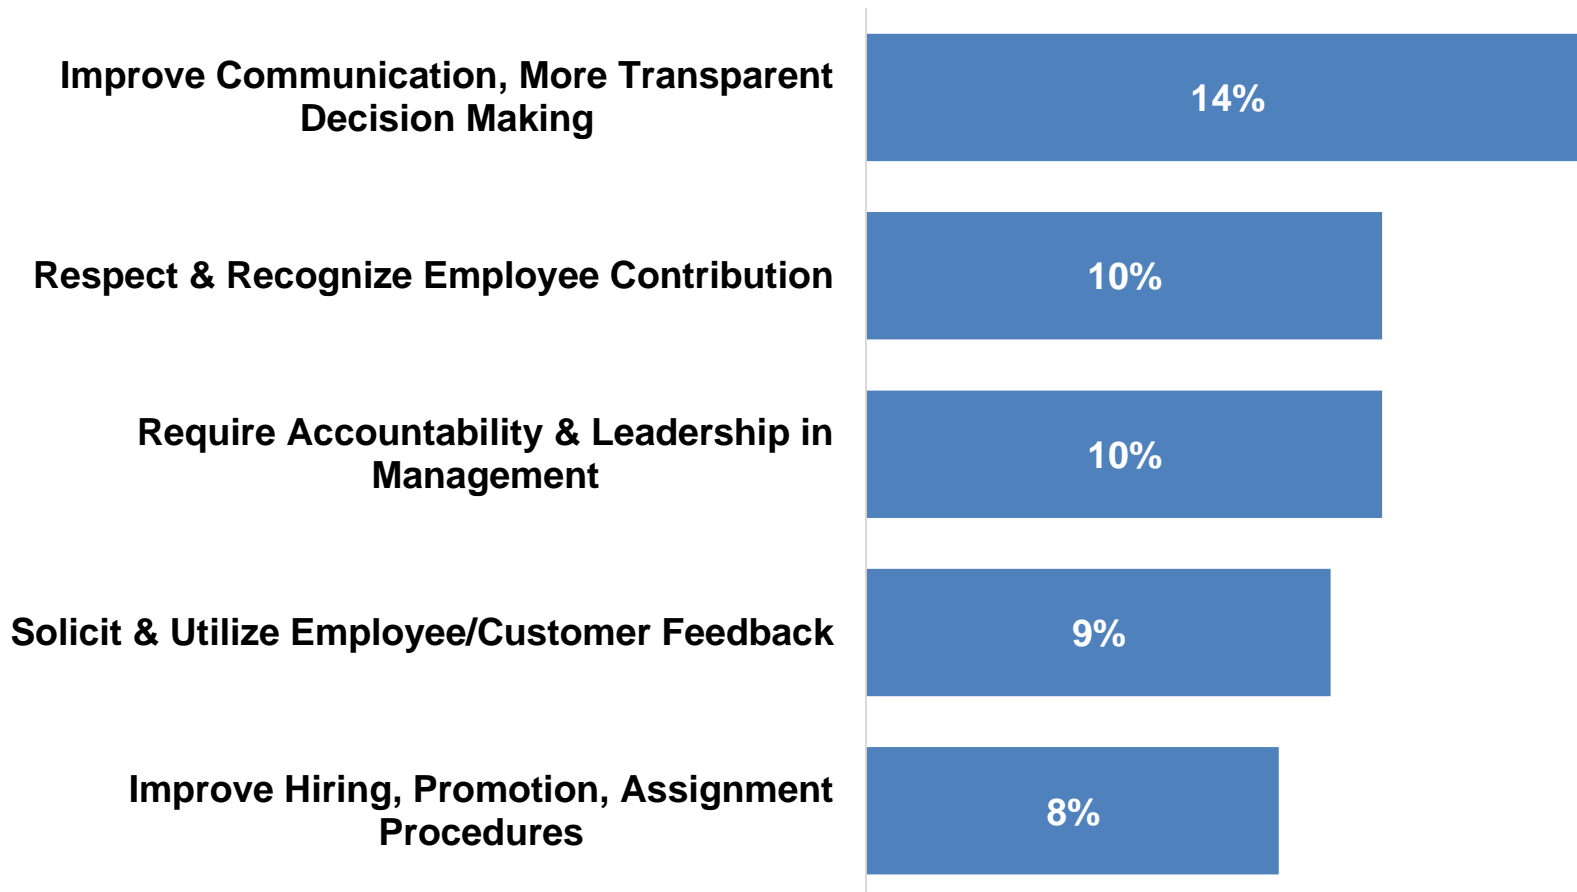 Improve Communication, More Transparent
Decision Making
14%
Respect & Recognize Employee Contribution
10%
Require Accountability & Leadership in
Management
10%
Solicit & Utilize Employee/Customer Feedback
9%
Improve Hiring, Promotion, Assignment
Procedures
8%